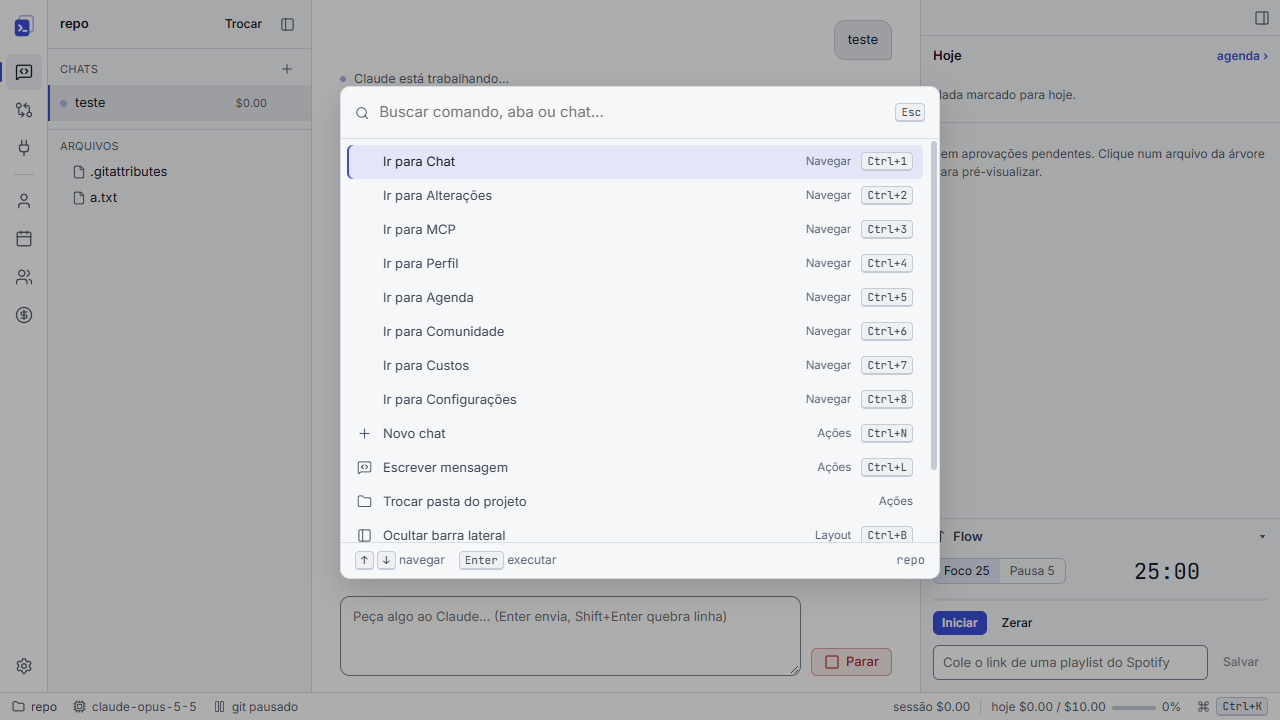 repo
Trocar
CHATS
teste
$0.00
ARQUIVOS
.gitattributes
a.txt
teste
Claude está trabalhando...
Buscar comando, aba ou chat...
Esc
Ir para Chat Navegar Ctrl+1
Ir para Alterações Navegar Ctrl+2
Ir para MCP Navegar Ctrl+3
Ir para Perfil Navegar Ctrl+4
Ir para Agenda Navegar Ctrl+5
Ir para Comunidade Navegar Ctrl+6
Ir para Custos Navegar Ctrl+7
Ir para Configurações Navegar Ctrl+8
Novo chat Ações Ctrl+N
Escrever mensagem Ações Ctrl+L
Trocar pasta do projeto Ações
Ocultar barra lateral Layout Ctrl+B
↑ ↓ navegar Enter executar repo
Peça algo ao Claude... (Enter envia, Shift+Enter quebra linha)
Parar
Hoje agenda ›
ada marcado para hoje.
em aprovações pendentes. Clique num arquivo da árvore
ara pré-visualizar.
Flow
Foco 25 Pausa 5 25:00
Iniciar Zerar
Cole o link de uma playlist do Spotify Salvar
repo claude-opus-5-5 git pausado sessão $0.00 hoje $0.00 / $10.00 0% ⌘ Ctrl+K